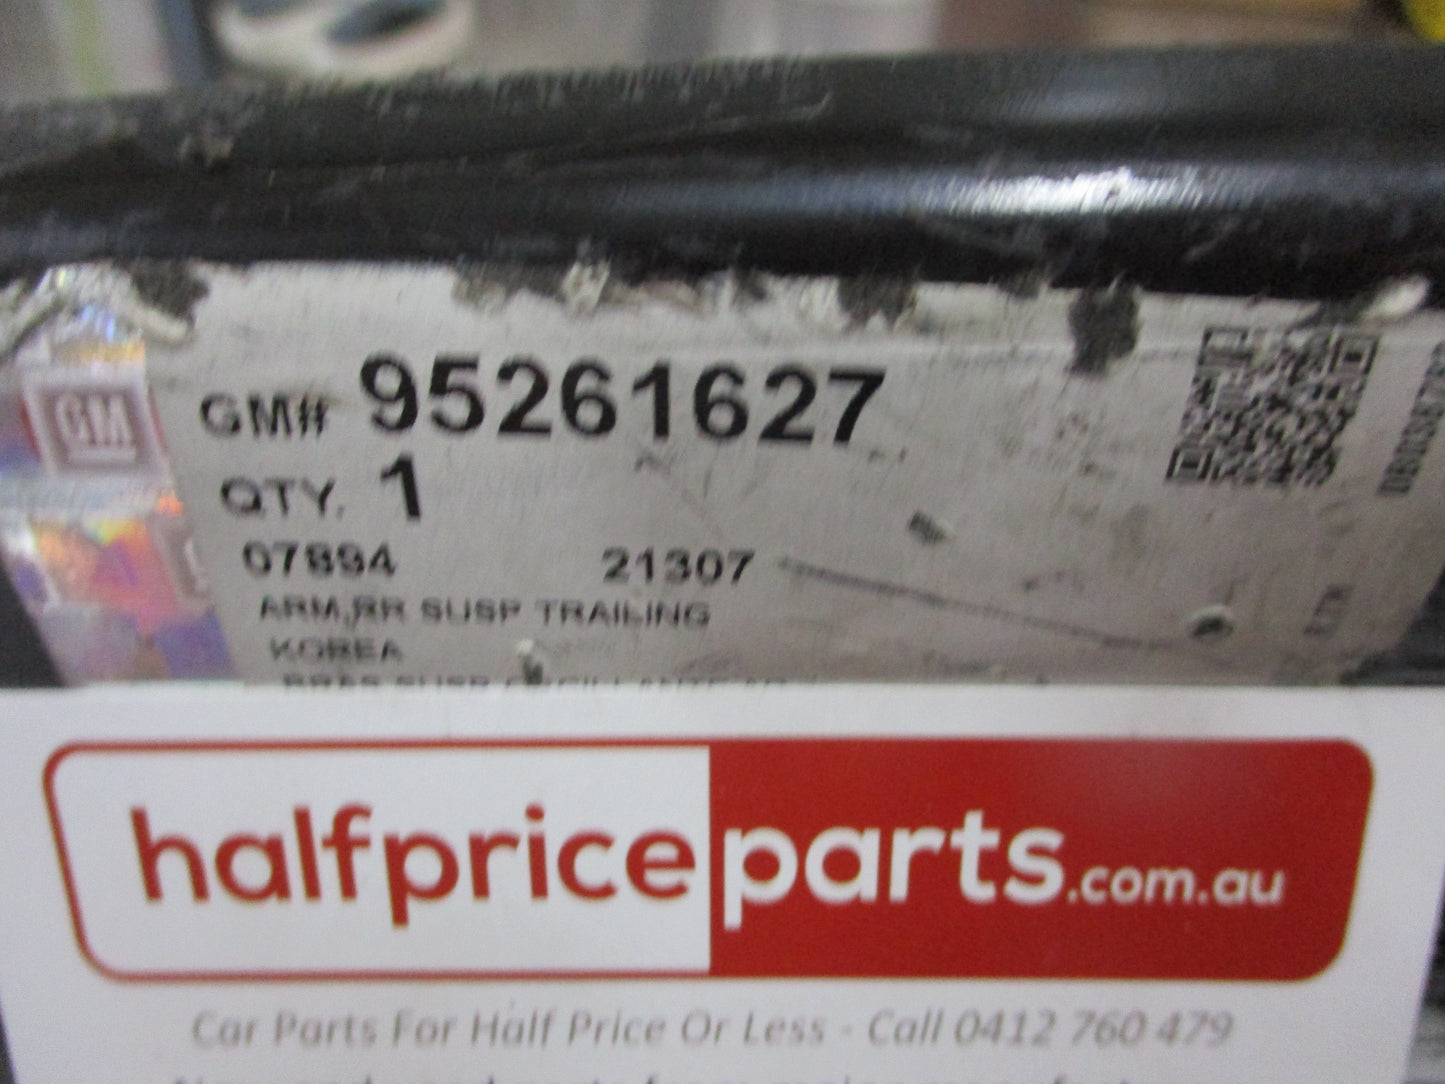 GM
GM# 95261627
QTY. 1
07894 21307
ARM,RR SUSP TRAILING
KOREA
halfpriceparts.com.au
Car Parts For Half Price Or Less - Call 0412 760 479